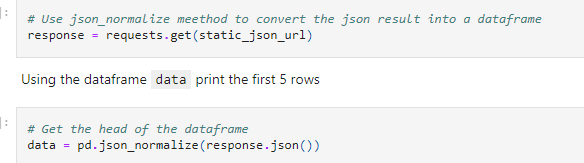 ]:
# Use json_normalize meethod to convert the json result into a dataframe
response = requests.get(static_json_url)
Using the dataframe data print the first 5 rows
]:
# Get the head of the dataframe
data = pd.json_normalize(response.json())